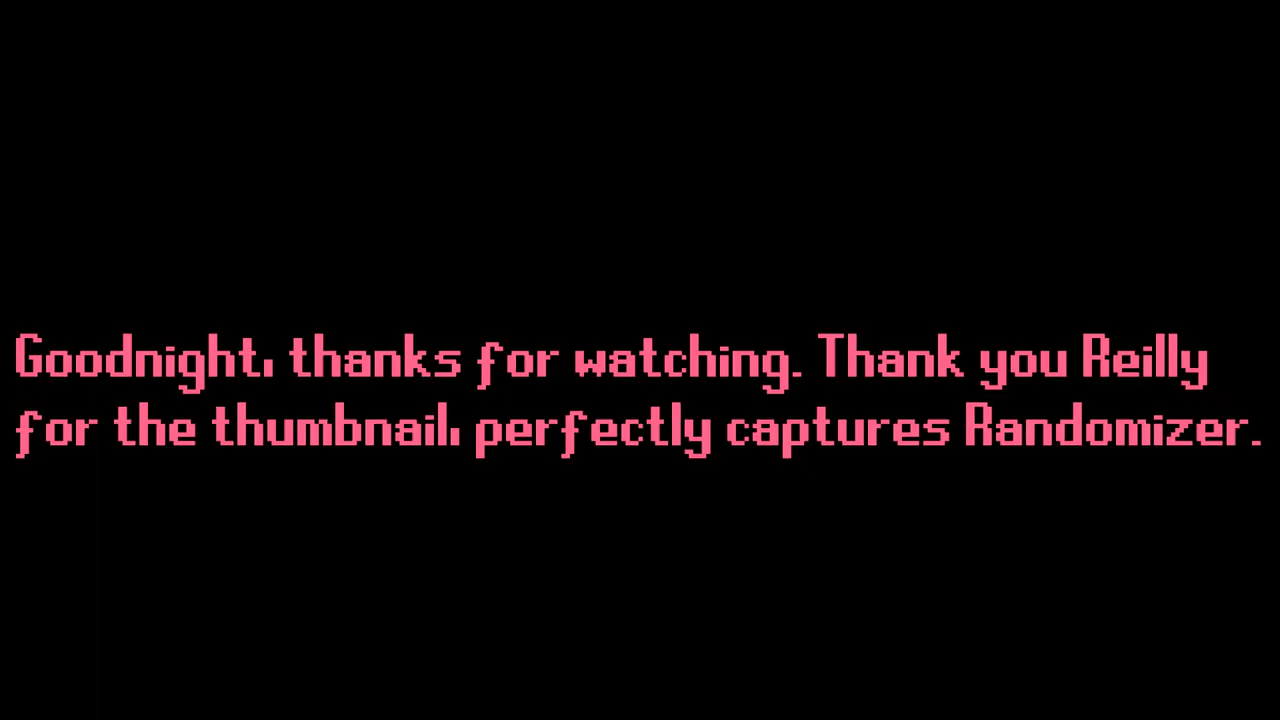 Goodnight, thanks for watching. Thank you Reilly
for the thumbnail, perfectly captures Randomizer.